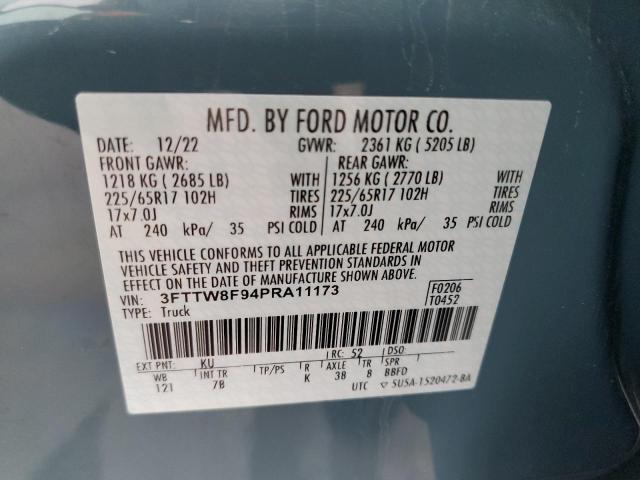 MFD. BY FORD MOTOR CO.
DATE: 12/22 GVWR: 2361 KG ( 5205 LB)
FRONT GAWR: REAR GAWR:
1218 KG ( 2685 LB) WITH 1256 KG ( 2770 LB) WITH
225/65R17 102H TIRES 225/65R17 102H TIRES
17x7.0J RIMS 17x7.0J RIMS
AT 240 kPa/ 35 PSI COLD AT 240 kPa/ 35 PSI COLD
THIS VEHICLE CONFORMS TO ALL APPLICABLE FEDERAL MOTOR
VEHICLE SAFETY AND THEFT PREVENTION STANDARDS IN
EFFECT ON THE DATE OF MANUFACTURE SHOWN ABOVE.
VIN: 3FTTW8F94PRA11173 F0206
TYPE: Truck T0452
EXT PNT: KU RC: 52 DSO
WB INT TR TP/PS R AXLE TR SPR
121 7B K 38 8 BBFD
UTC SU5A-1520472-BA